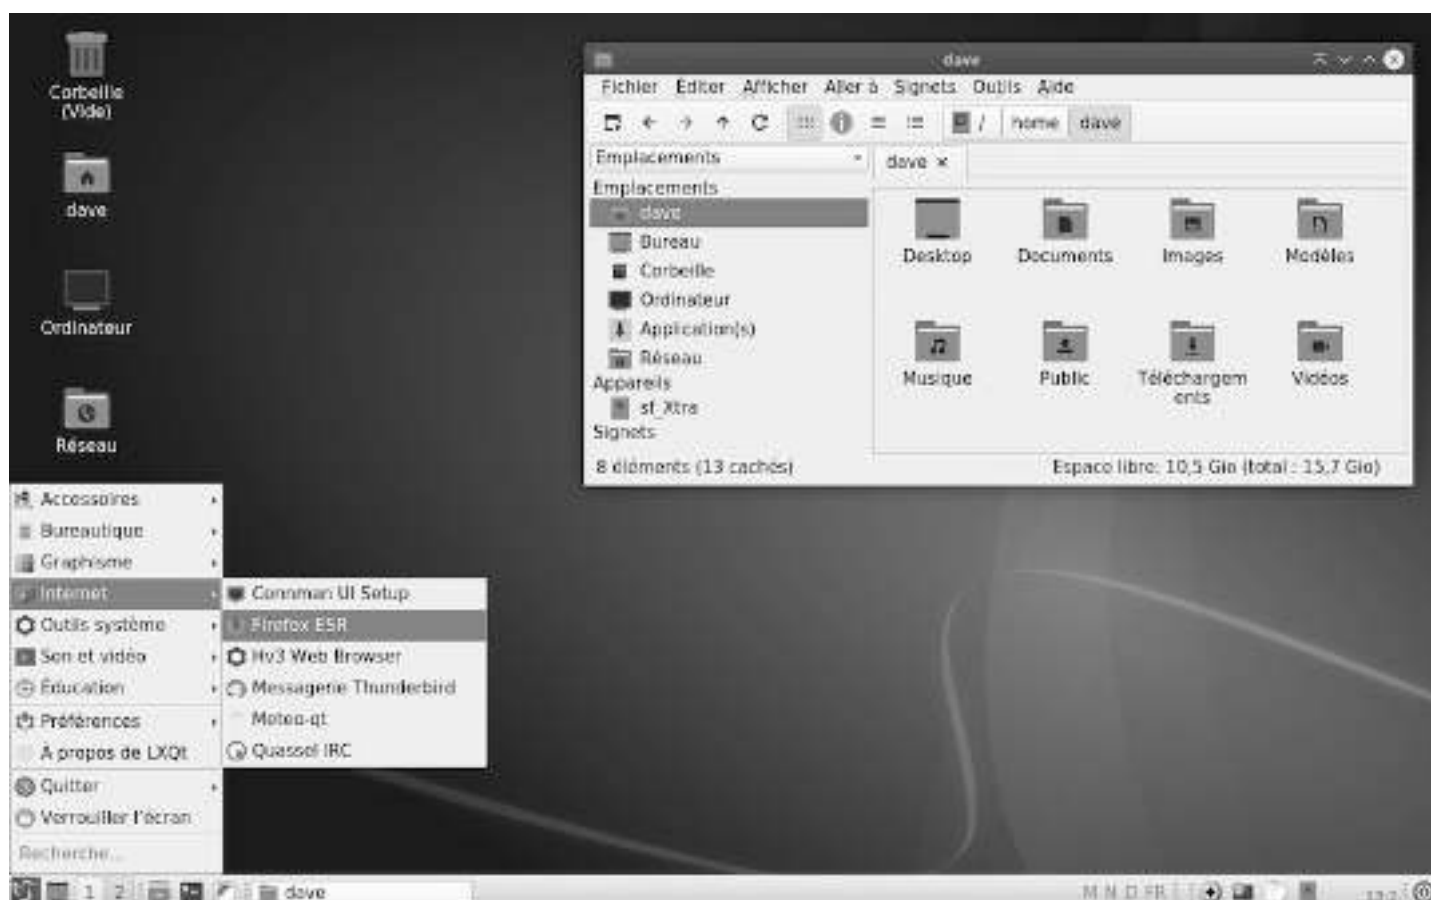 Corbeille
(Vide)
dave
Ordinateur
Réseau
dave
Fichier Éditer Afficher Aller à Signets Outils Aide
/ home dave
Emplacements
dave ×
Emplacements
dave
Bureau
Corbeille
Ordinateur
Application(s)
Réseau
Appareils
sf_Xtra
Signets
Desktop
Documents
Images
Modèles
Musique
Public
Téléchargem
ents
Vidéos
8 éléments (13 cachés)
Espace libre: 10,5 Gio (total : 15,7 Gio)
Accessoires
Bureautique
Graphisme
Internet
Outils système
Son et vidéo
Éducation
Préférences
À propos de LXQt
Quitter
Verrouiller l'écran
Recherche...
Connman UI Setup
Firefox ESR
Hv3 Web Browser
Messagerie Thunderbird
Meteo-qt
Quassel IRC
1 2
dave
M N D FR